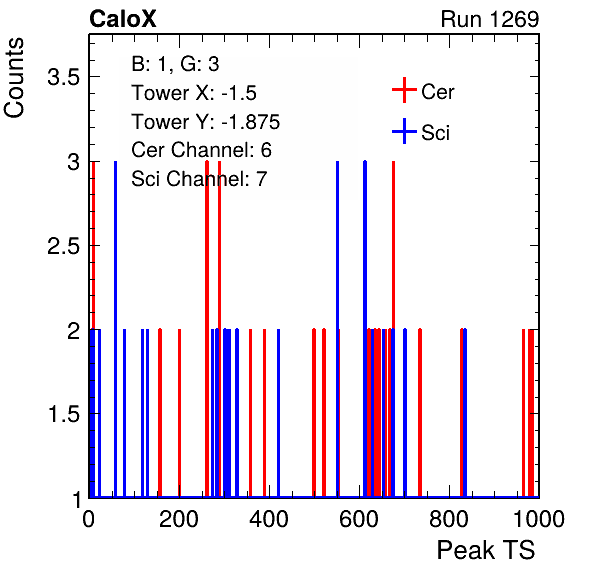 CaloX Run 1269
Counts
B: 1, G: 3
Tower X: -1.5
Tower Y: -1.875
Cer Channel: 6
Sci Channel: 7
Cer
Sci
3.5
3
2.5
2
1.5
1
0 200 400 600 800 1000
Peak TS